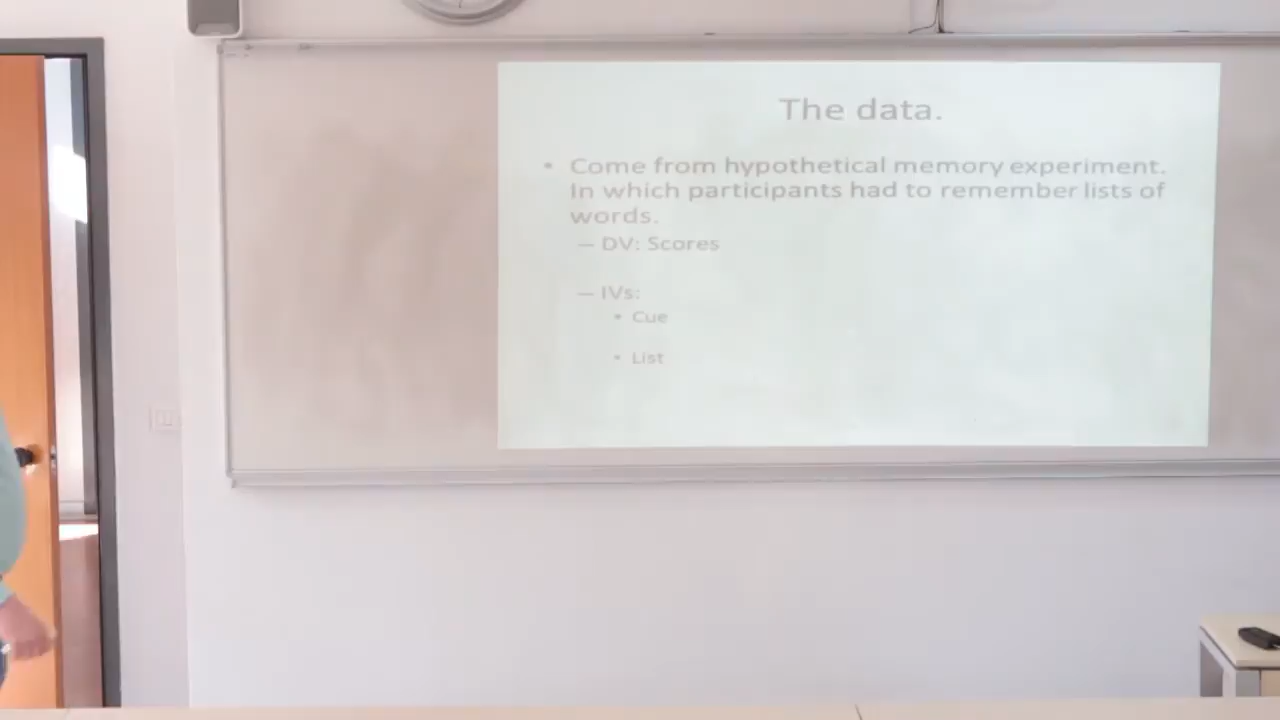 The data.
• Come from hypothetical memory experiment.
In which participants had to remember lists of
words.
– DV: Scores
– IVs:
• Cue
• List